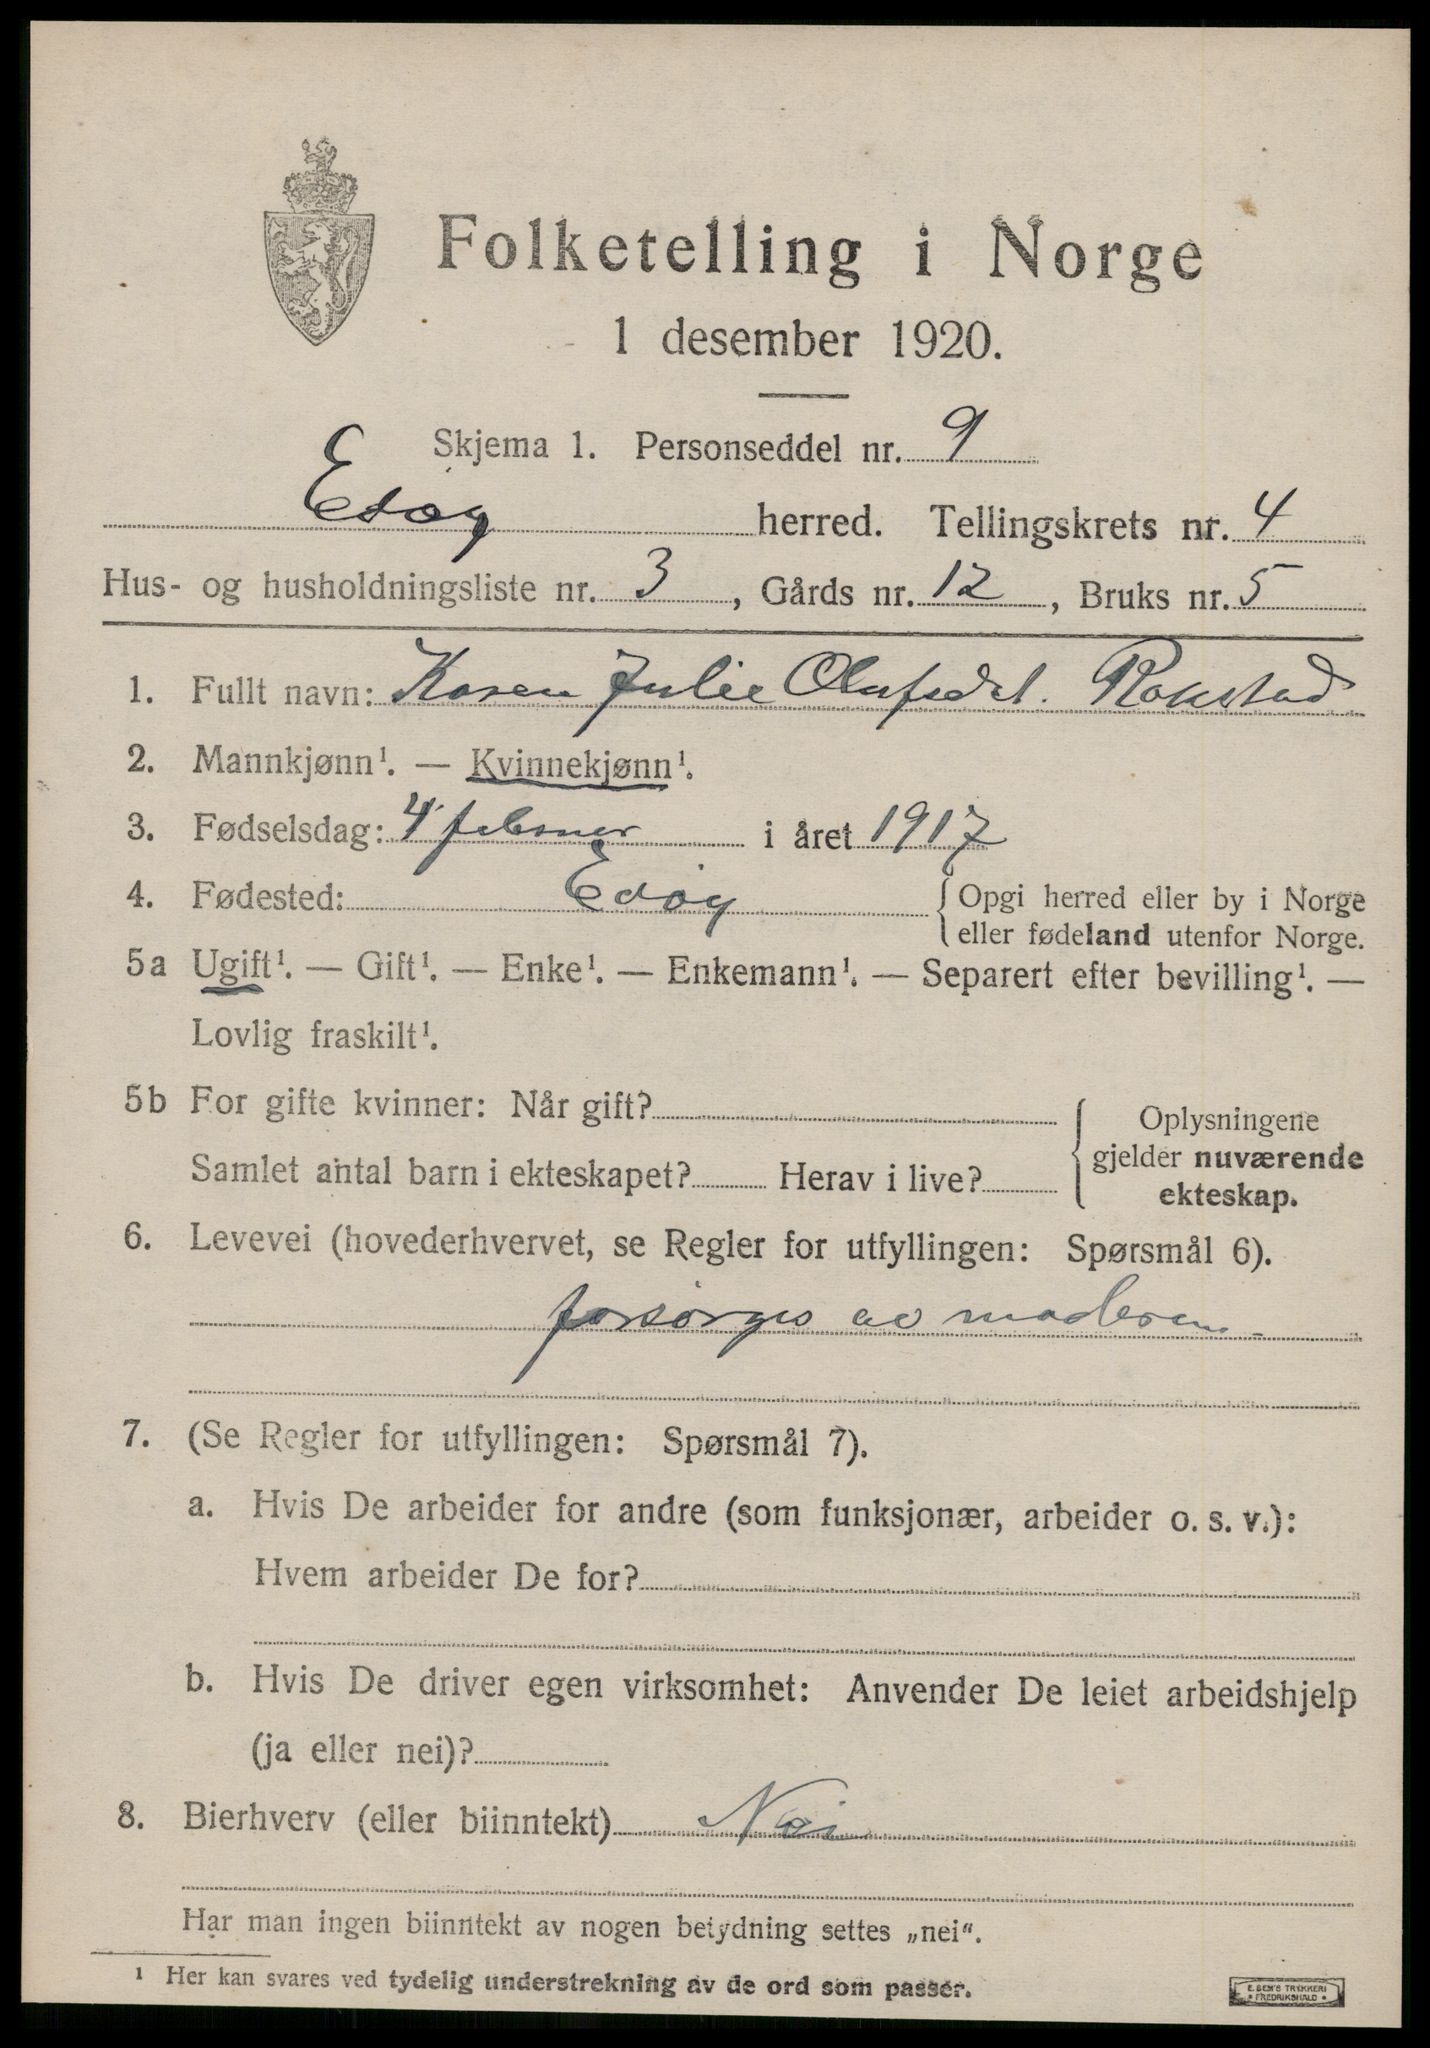 Folketelling i Norge
1 desember 1920.
Skjema 1. Personseddel nr. 9
Edøy herred. Tellingskrets nr. 4
Hus- og husholdningsliste nr. 3, Gårds nr. 12, Bruks nr. 5
1. Fullt navn: Karen Julie Olufsdat. Rokstad
2. Mannkjønn¹. — Kvinnekjønn¹.
3. Fødselsdag: 4 februar i året 1917
4. Fødested: Edøy { Opgi herred eller by i Norge
eller fødeland utenfor Norge.
5a Ugift¹. — Gift¹. — Enke¹. — Enkemann¹. — Separert efter bevilling¹. —
Lovlig fraskilt¹.
5b For gifte kvinner: Når gift?
Samlet antal barn i ekteskapet? Herav i live?
{ Oplysningene
gjelder nuværende
ekteskap.
6. Levevei (hovederhvervet, se Regler for utfyllingen: Spørsmål 6).
forsørges av moderen
7. (Se Regler for utfyllingen: Spørsmål 7).
a. Hvis De arbeider for andre (som funksjonær, arbeider o. s. v.):
Hvem arbeider De for?
b. Hvis De driver egen virksomhet: Anvender De leiet arbeidshjelp
(ja eller nei)?
8. Bierhverv (eller biinntekt) Nei
Har man ingen biinntekt av nogen betydning settes „nei“.
¹ Her kan svares ved tydelig understrekning av de ord som passer.
E. SEM'S TRYKKERI
• FREDRIKSHALD •